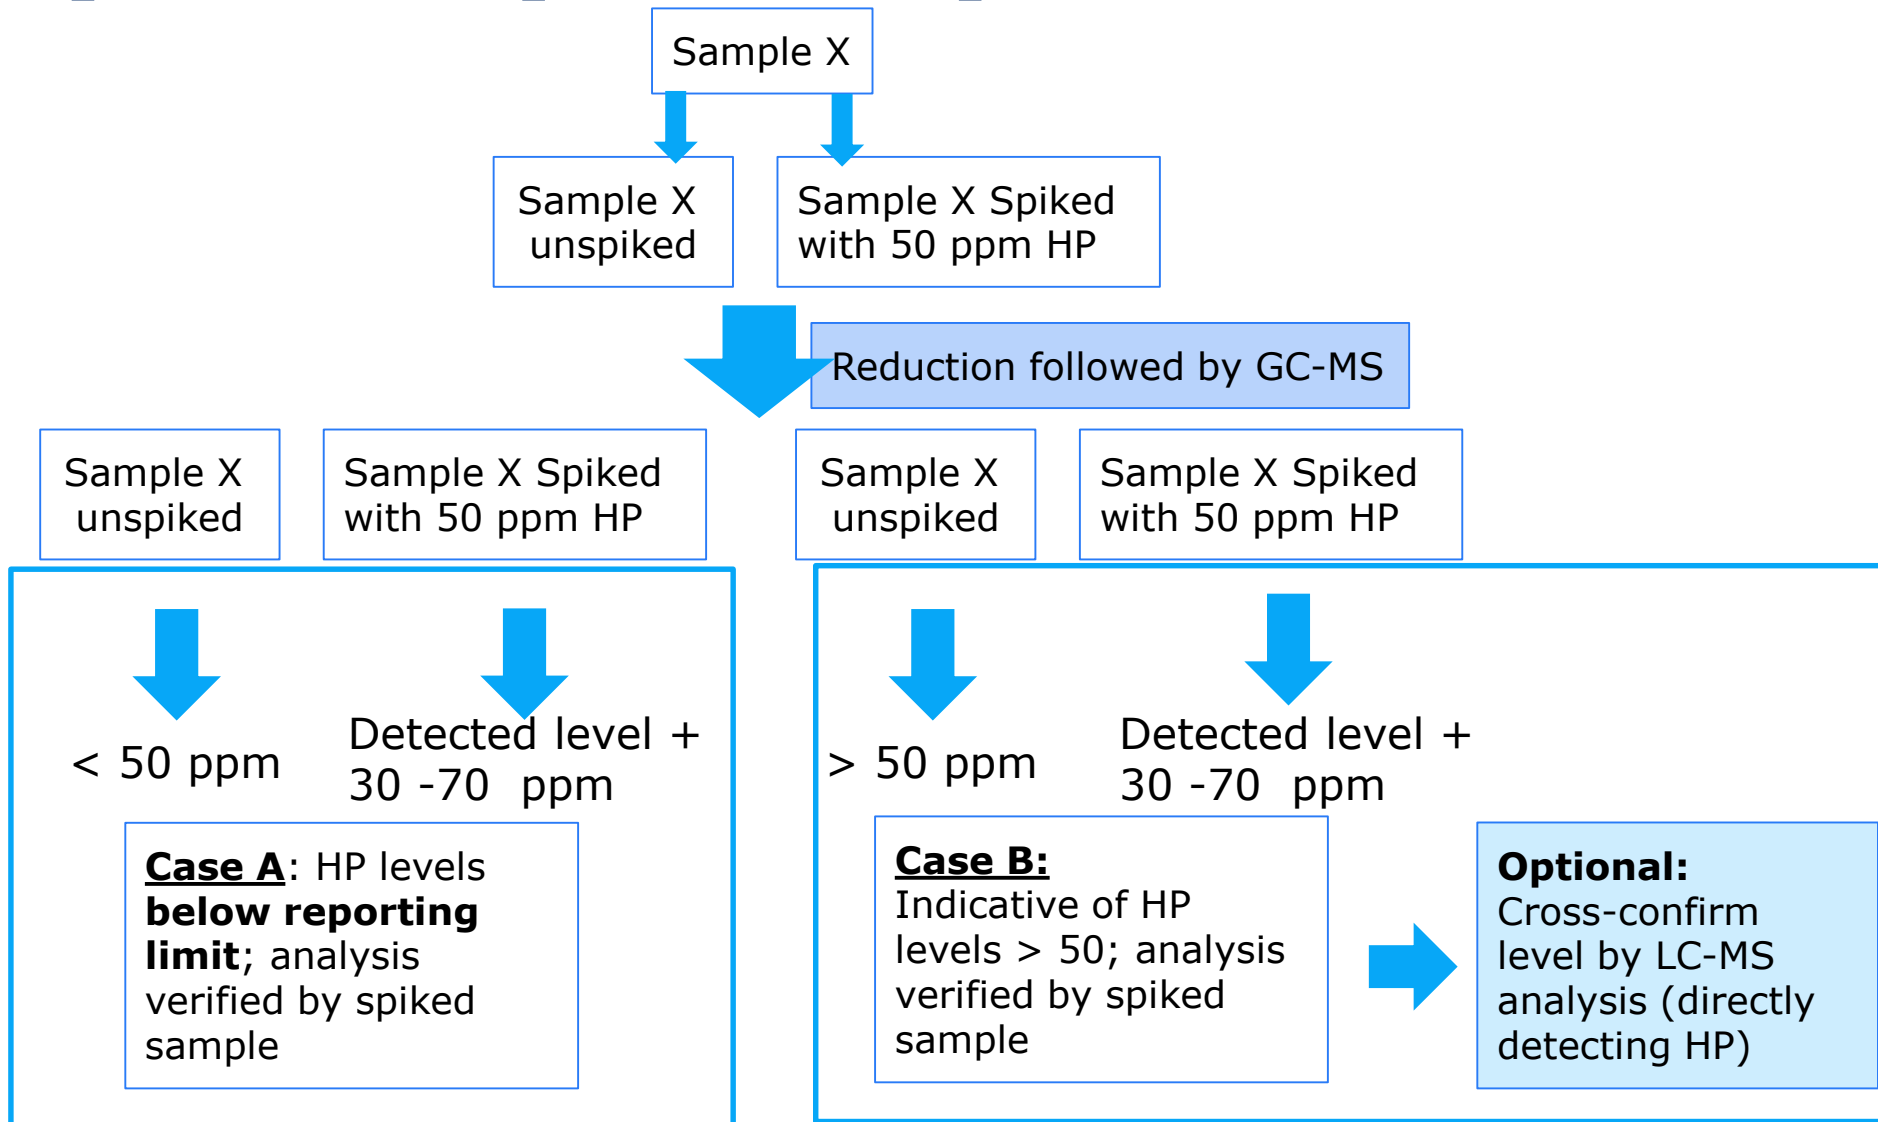 Sample X
Sample X
unspiked
Sample X Spiked
with 50 ppm HP
Reduction followed by GC-MS
Sample X
unspiked
Sample X Spiked
with 50 ppm HP
Sample X
unspiked
Sample X Spiked
with 50 ppm HP
< 50 ppm
Detected level +
30 -70 ppm
> 50 ppm
Detected level +
30 -70 ppm
Case A: HP levels
below reporting
limit; analysis
verified by spiked
sample
Case B:
Indicative of HP
levels > 50; analysis
verified by spiked
sample
Optional:
Cross-confirm
level by LC-MS
analysis (directly
detecting HP)